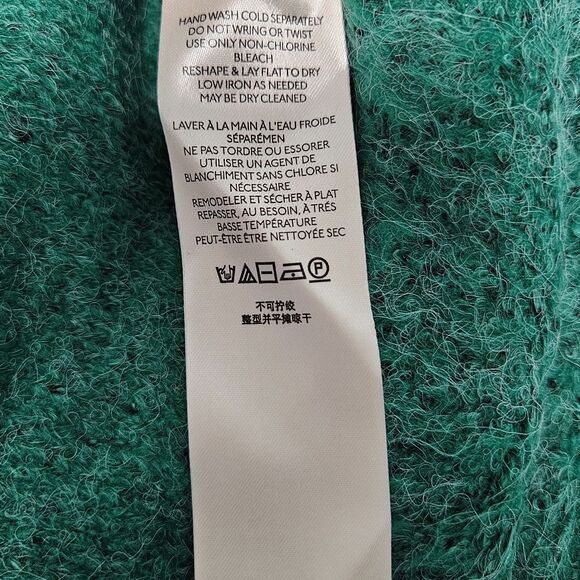 HAND WASH COLD SEPARATELY
DO NOT WRING OR TWIST
USE ONLY NON-CHLORINE
BLEACH
RESHAPE & LAY FLAT TO DRY
LOW IRON AS NEEDED
MAY BE DRY CLEANED
LAVER À LA MAIN À L'EAU FROIDE
SÉPARÉMEN
NE PAS TORDRE OU ESSORER
UTILISER UN AGENT DE
BLANCHIMENT SANS CHLORE SI
NÉCESSAIRE
REMODELER ET SÉCHER À PLAT
REPASSER, AU BESOIN, À TRÉS
BASSE TEMPÉRATURE
PEUT-ÊTRE ÊTRE NETTOYÉE SEC
P
不可拧绞
整型并平摊晾干